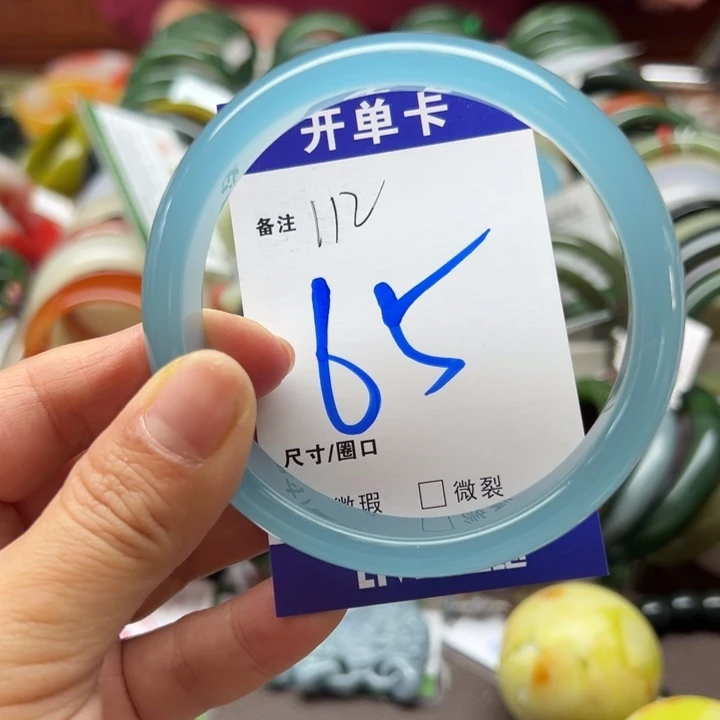 开单卡
备注 112
65
尺寸/圈口
微瑕 □ 微裂